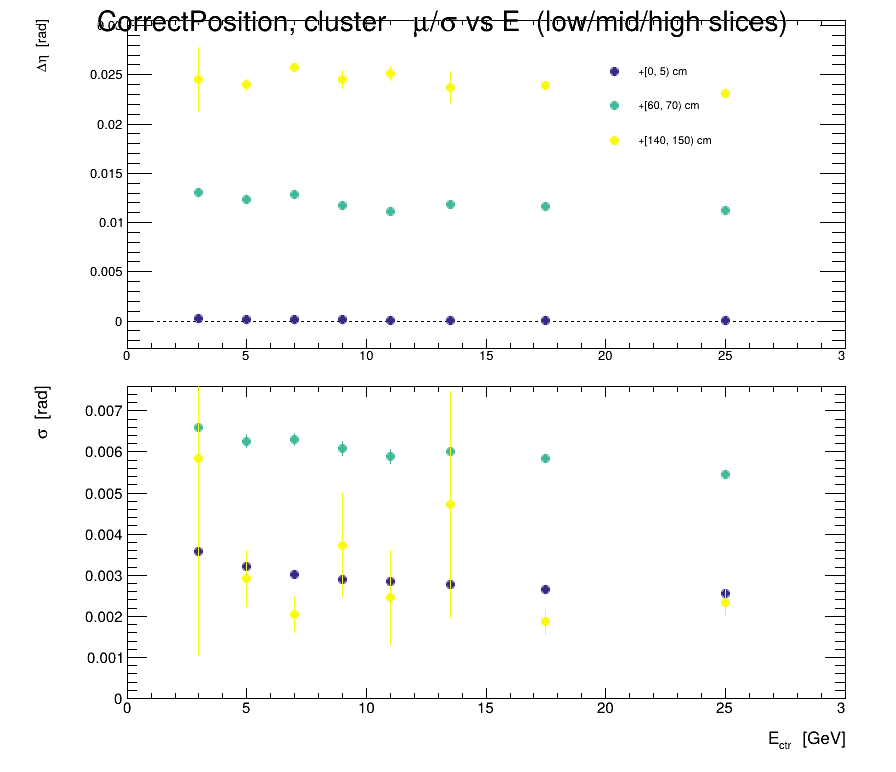 CorrectPosition, cluster μ/σ vs E (low/mid/high slices)
Δη [rad]
+[0, 5) cm
+[60, 70) cm
+[140, 150) cm
0.025
0.02
0.015
0.01
0.005
0
0 5 10 15 20 25 3
σ [rad]
0.007
0.006
0.005
0.004
0.003
0.002
0.001
0
0 5 10 15 20 25 3
E_ctr [GeV]